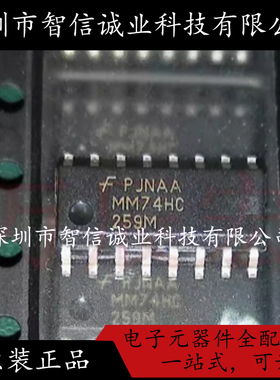 圳市智信诚业科技有限
PJNAA
PJNAA
MM74HC
259M
深圳市智信诚业科技有限公司
PJNAA
MM74HC
259M
装正品
电子元器件全配
一站式,可